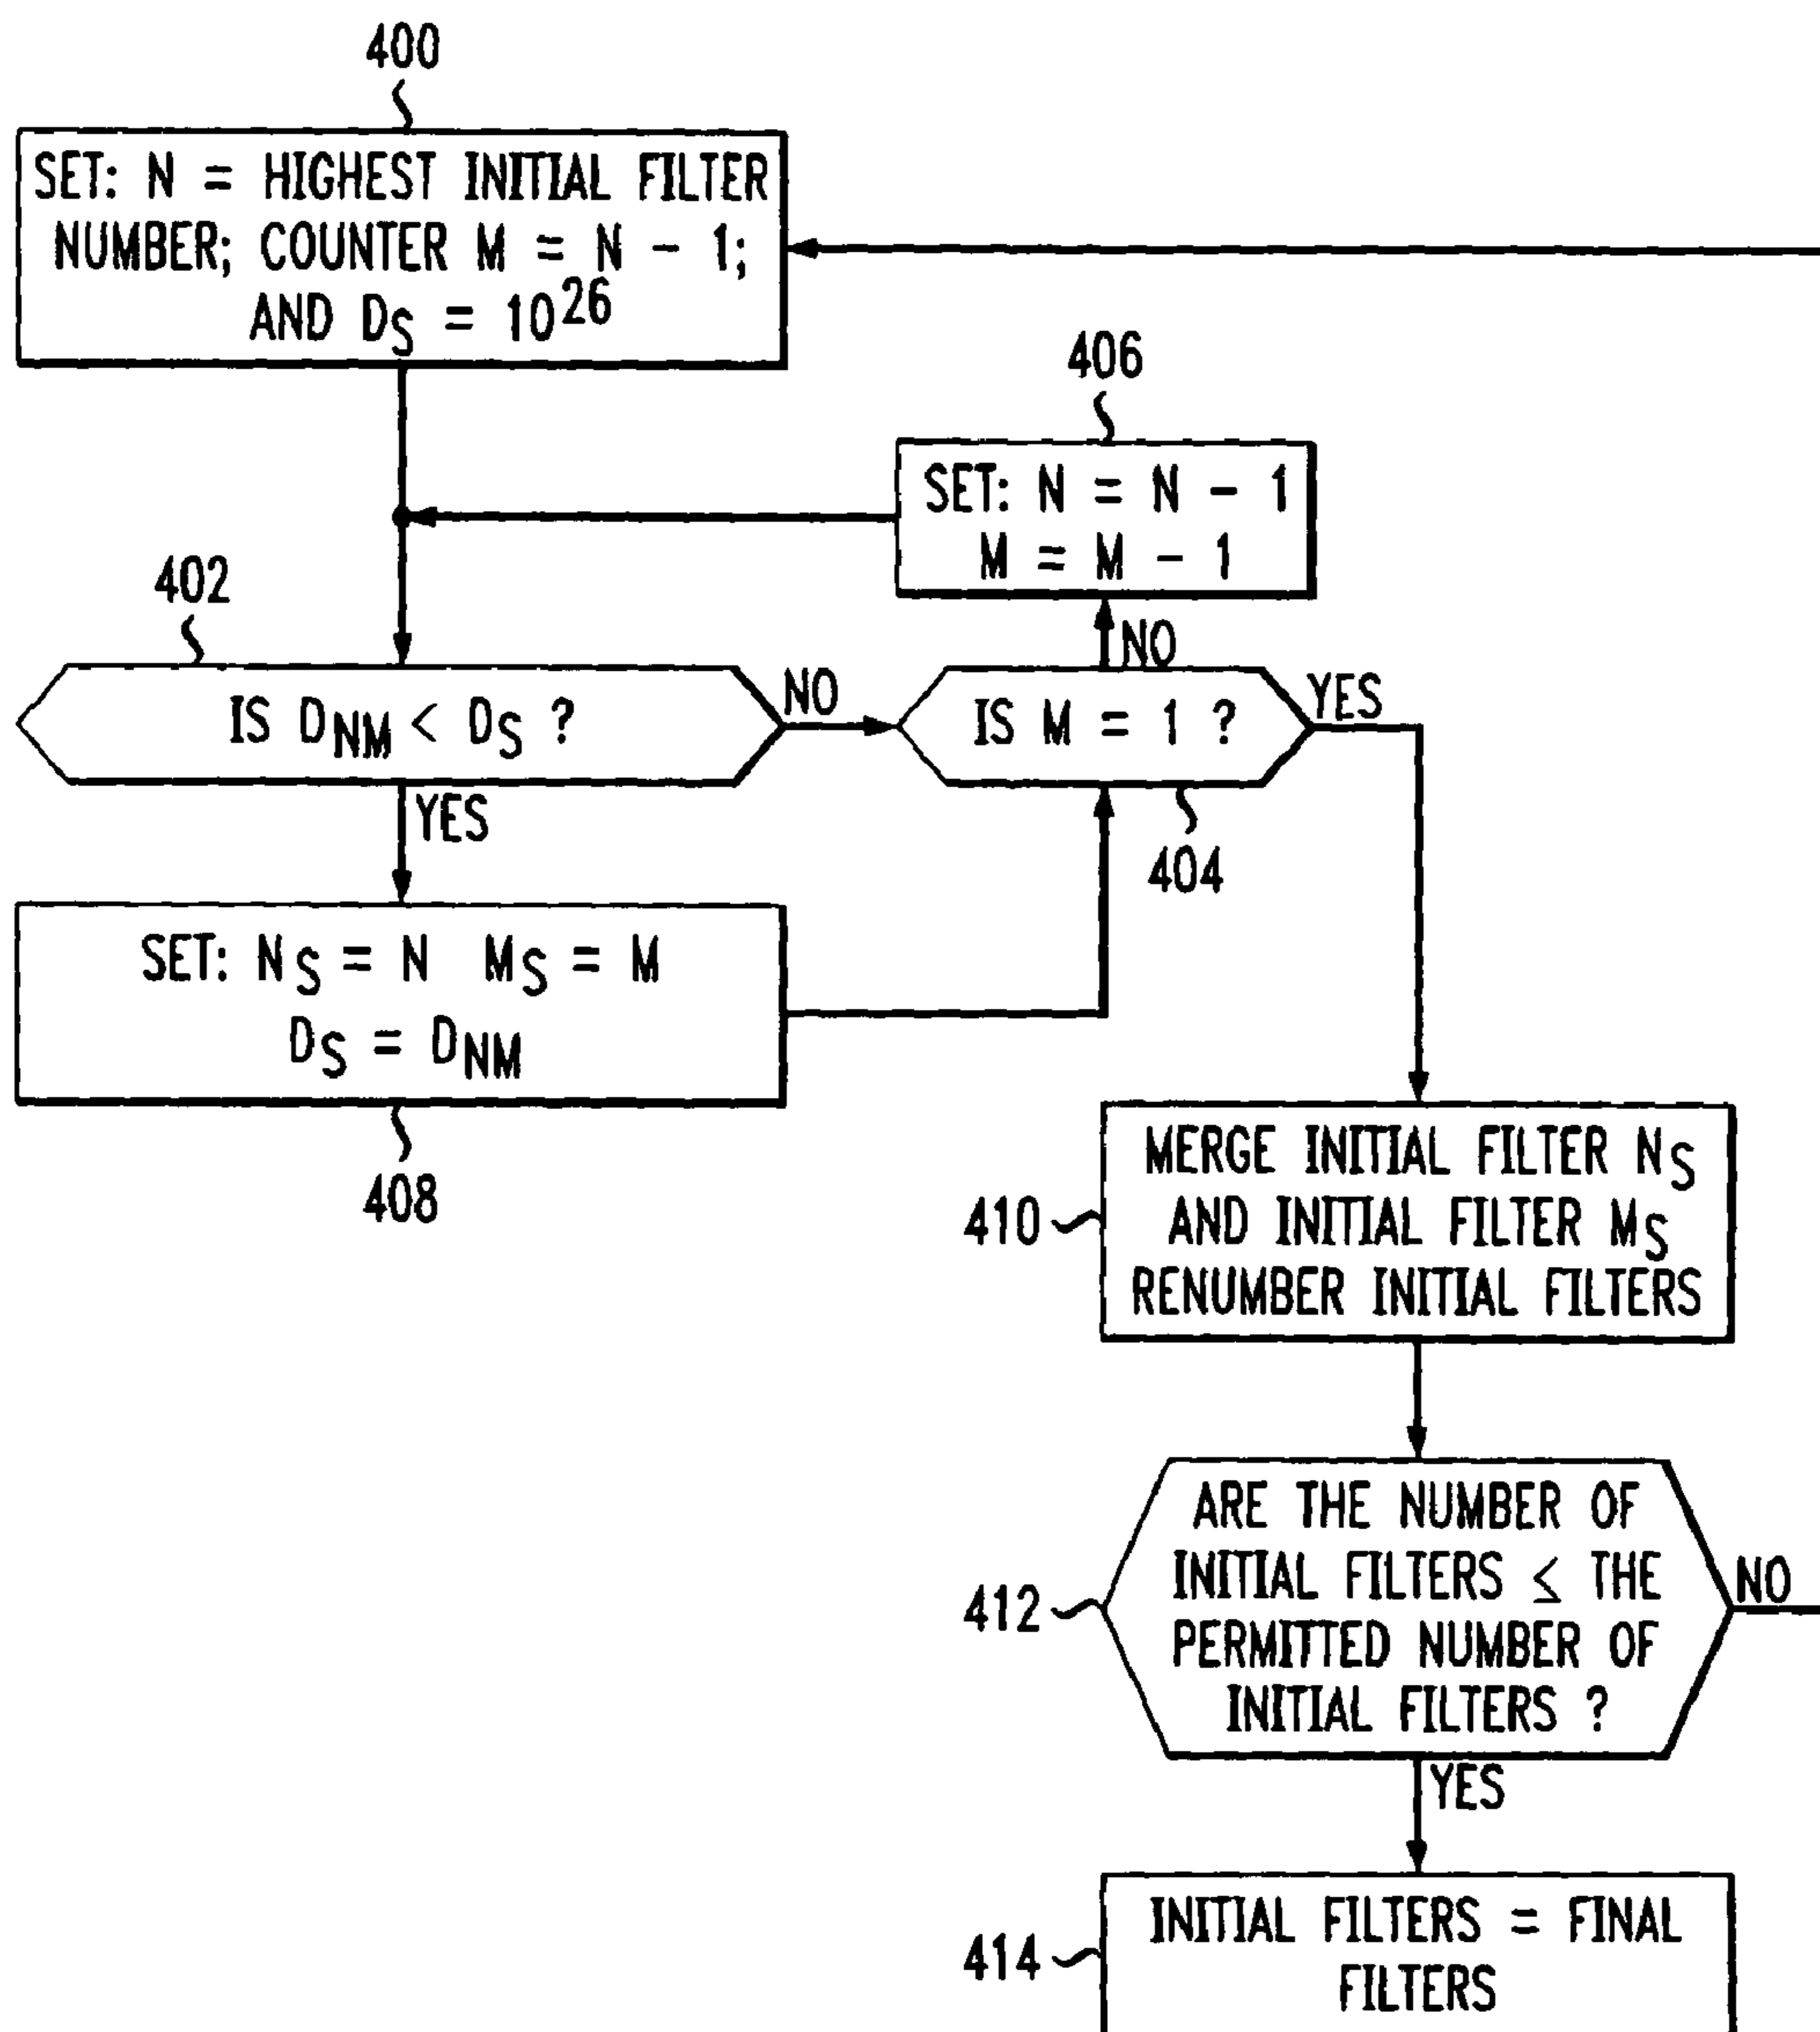 400
SET: N = HIGHEST INITIAL FILTER
NUMBER; COUNTER M = N - 1;
AND DS = 10^26
406
SET: N = N - 1
M = M - 1
402
IS DNM < DS ?
NO
NO
IS M = 1 ?
YES
404
YES
SET: NS = N MS = M
DS = DNM
408
410
MERGE INITIAL FILTER NS
AND INITIAL FILTER MS
RENUMBER INITIAL FILTERS
412
ARE THE NUMBER OF
INITIAL FILTERS ≤ THE
PERMITTED NUMBER OF
INITIAL FILTERS ?
NO
YES
414
INITIAL FILTERS = FINAL
FILTERS